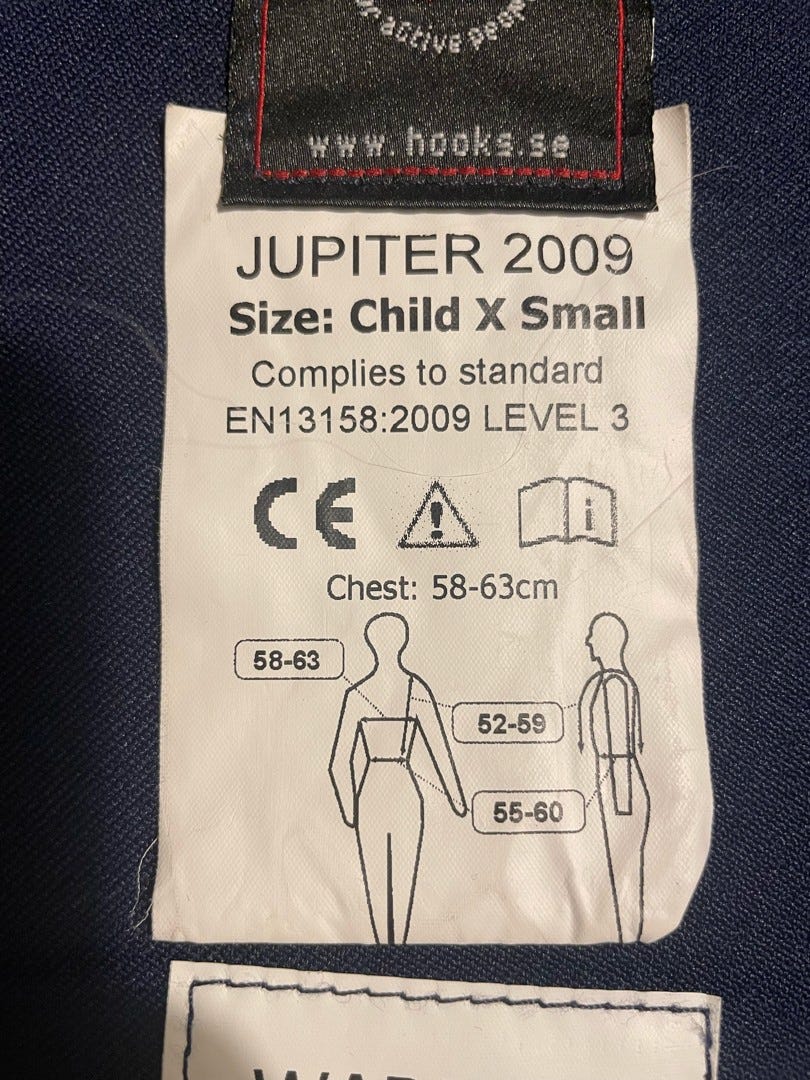 active
www.hooks.se
JUPITER 2009
Size: Child X Small
Complies to standard
EN13158:2009 LEVEL 3
CE
i
Chest: 58-63cm
58-63
52-59
55-60